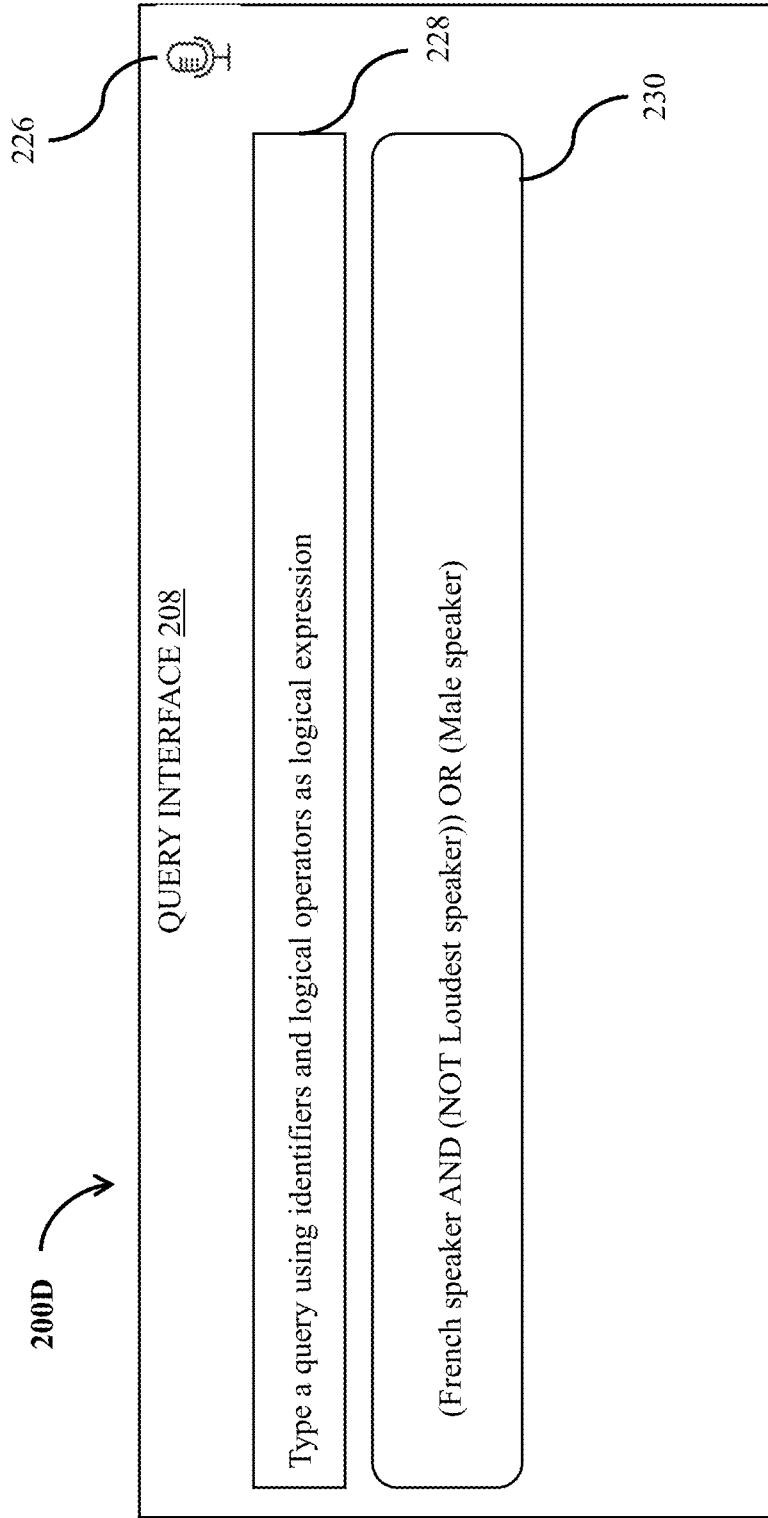 200D
226
QUERY INTERFACE 208
Type a query using identifiers and logical operators as logical expression
228
(French speaker AND (NOT Loudest speaker)) OR (Male speaker)
230